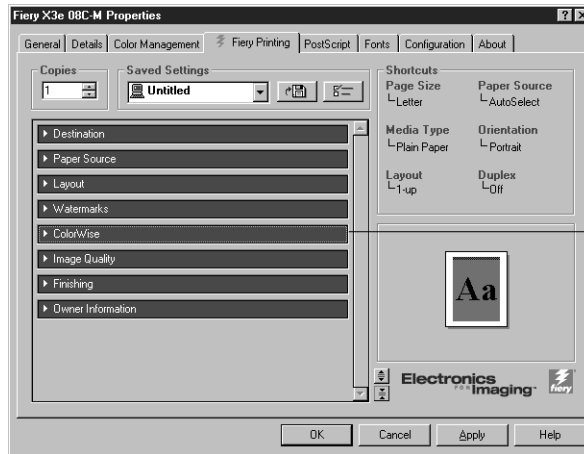 Fiery X3e 08C-M Properties
General Details Color Management Fiery Printing PostScript Fonts Configuration About
Copies
1
Saved Settings
Untitled
Shortcuts
Page Size
Letter
Paper Source
AutoSelect
Media Type
Plain Paper
Orientation
Portrait
Layout
1-up
Duplex
Off
Destination
Paper Source
Layout
Watermarks
ColorWise
Image Quality
Finishing
Owner Information
Aa
Electronics
FOR Imaging
fiery
OK Cancel Apply Help